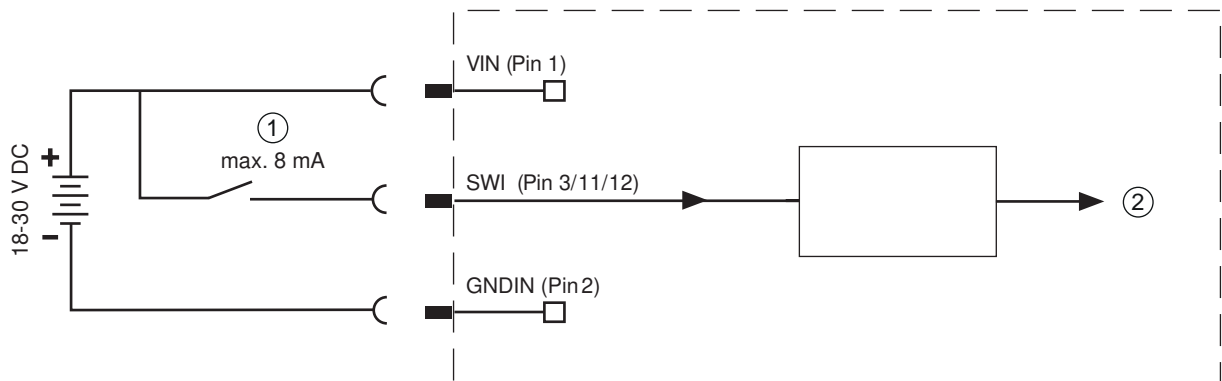 VIN (Pin 1)
①
max. 8 mA
+
18-30 V DC
-
SWI (Pin 3/11/12)
②
GNDIN (Pin 2)